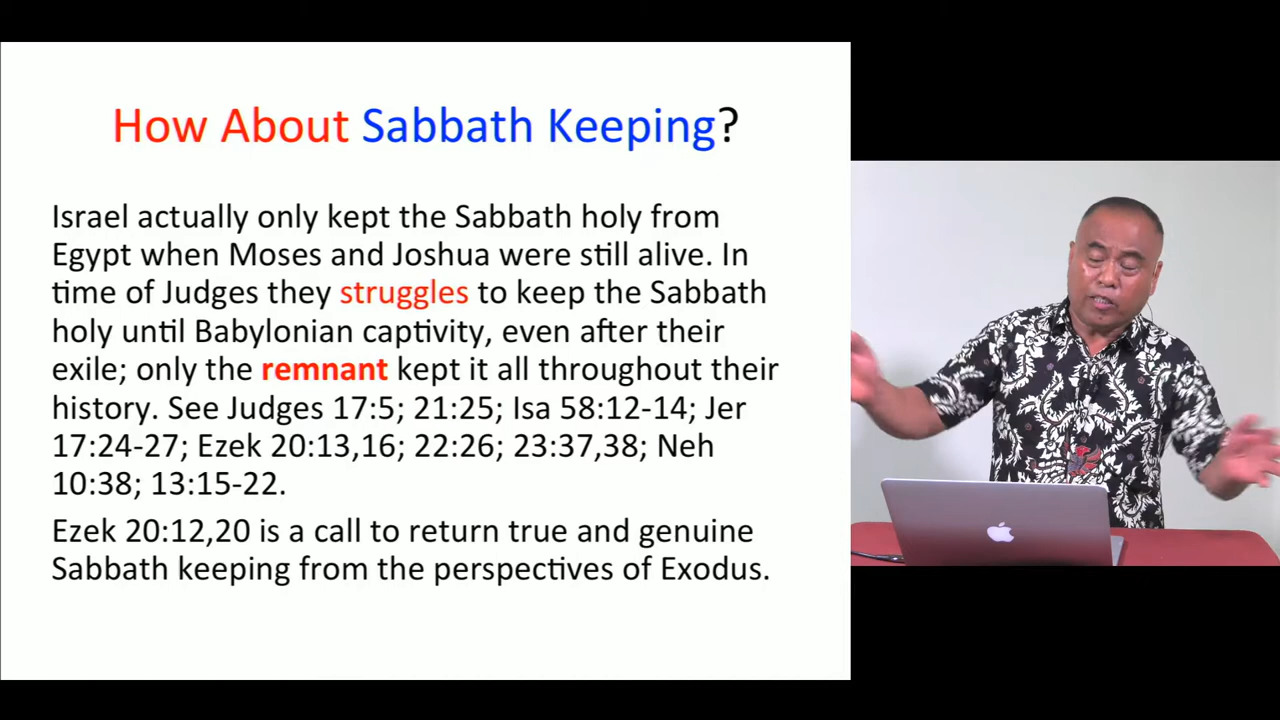 How About Sabbath Keeping?
Israel actually only kept the Sabbath holy from
Egypt when Moses and Joshua were still alive. In
time of Judges they struggles to keep the Sabbath
holy until Babylonian captivity, even after their
exile; only the remnant kept it all throughout their
history. See Judges 17:5; 21:25; Isa 58:12-14; Jer
17:24-27; Ezek 20:13,16; 22:26; 23:37,38; Neh
10:38; 13:15-22.
Ezek 20:12,20 is a call to return true and genuine
Sabbath keeping from the perspectives of Exodus.